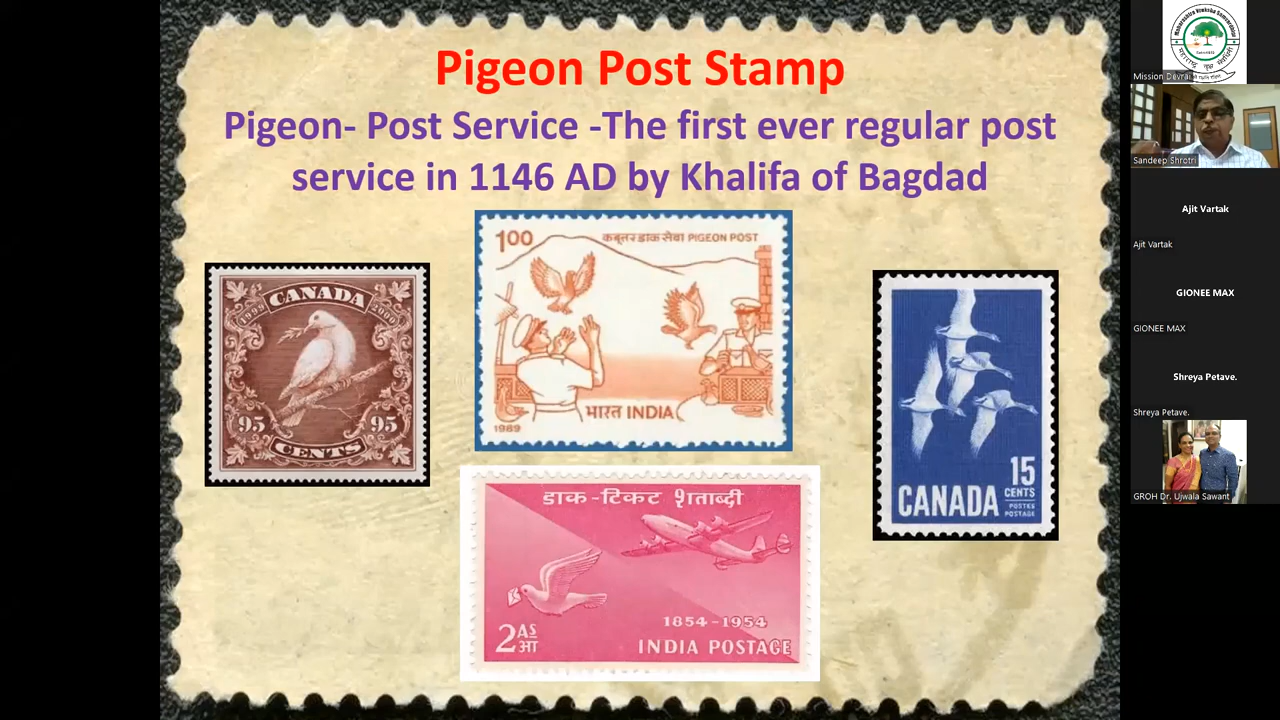 Pigeon Post Stamp
Pigeon- Post Service -The first ever regular post
service in 1146 AD by Khalifa of Bagdad
CANADA
1999 2000
95 95
CENTS
1.00 कबूतर डाक सेवा PIGEON POST
भारत INDIA
1989
डाक-टिकट शताब्दी
1854-1954
2 AS आ
INDIA POSTAGE
15
CENTS
POSTES
POSTAGE
CANADA
Mission Devrai
Sandeep Shrotri
Ajit Vartak
Ajit Vartak
GIONEE MAX
GIONEE MAX
Shreya Petave.
Shreya Petave.
GROH Dr. Ujwala Sawant